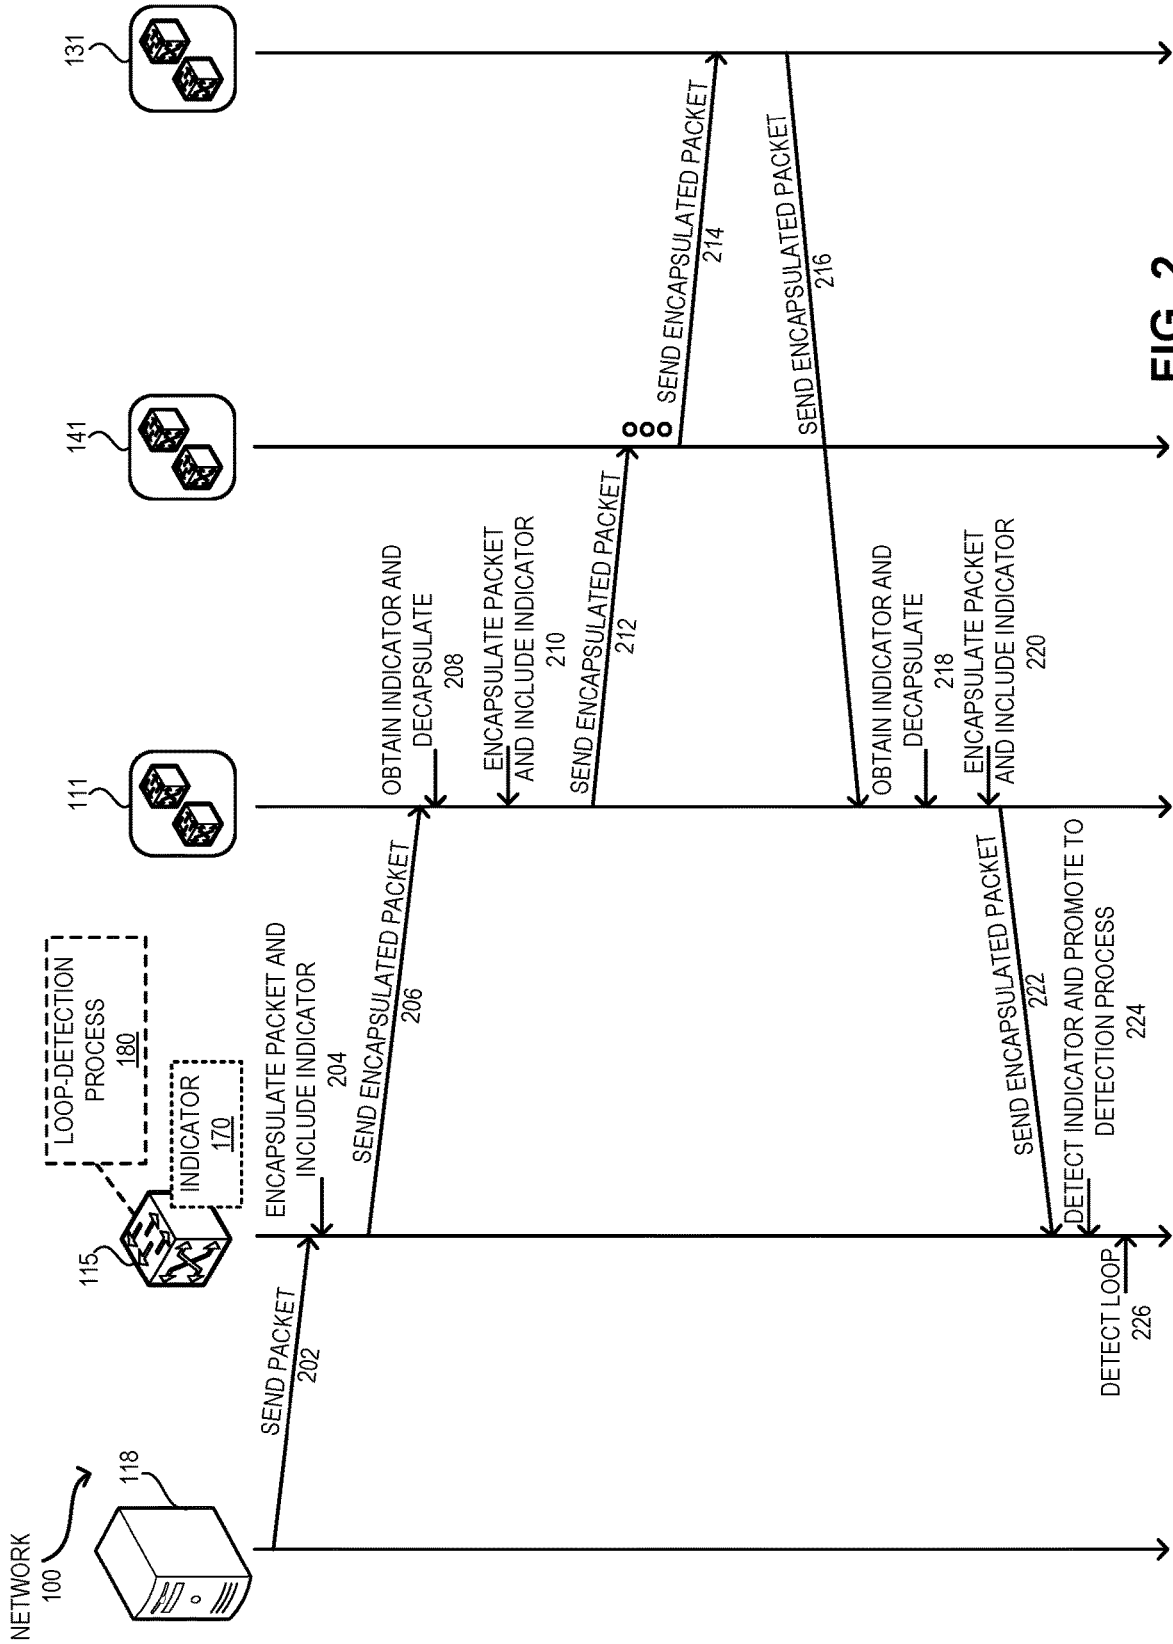 NETWORK
100
118
115
LOOP-DETECTION
PROCESS
180
INDICATOR
170
111
141
131
SEND PACKET
202
ENCAPSULATE PACKET AND
INCLUDE INDICATOR
204
SEND ENCAPSULATED PACKET
206
OBTAIN INDICATOR AND
DECAPSULATE
208
ENCAPSULATE PACKET
AND INCLUDE INDICATOR
210
SEND ENCAPSULATED PACKET
212
SEND ENCAPSULATED PACKET
214
SEND ENCAPSULATED PACKET
216
OBTAIN INDICATOR AND
DECAPSULATE
218
ENCAPSULATE PACKET
AND INCLUDE INDICATOR
220
SEND ENCAPSULATED PACKET
222
DETECT INDICATOR AND PROMOTE TO
DETECTION PROCESS
224
DETECT LOOP
226
FIG. 2